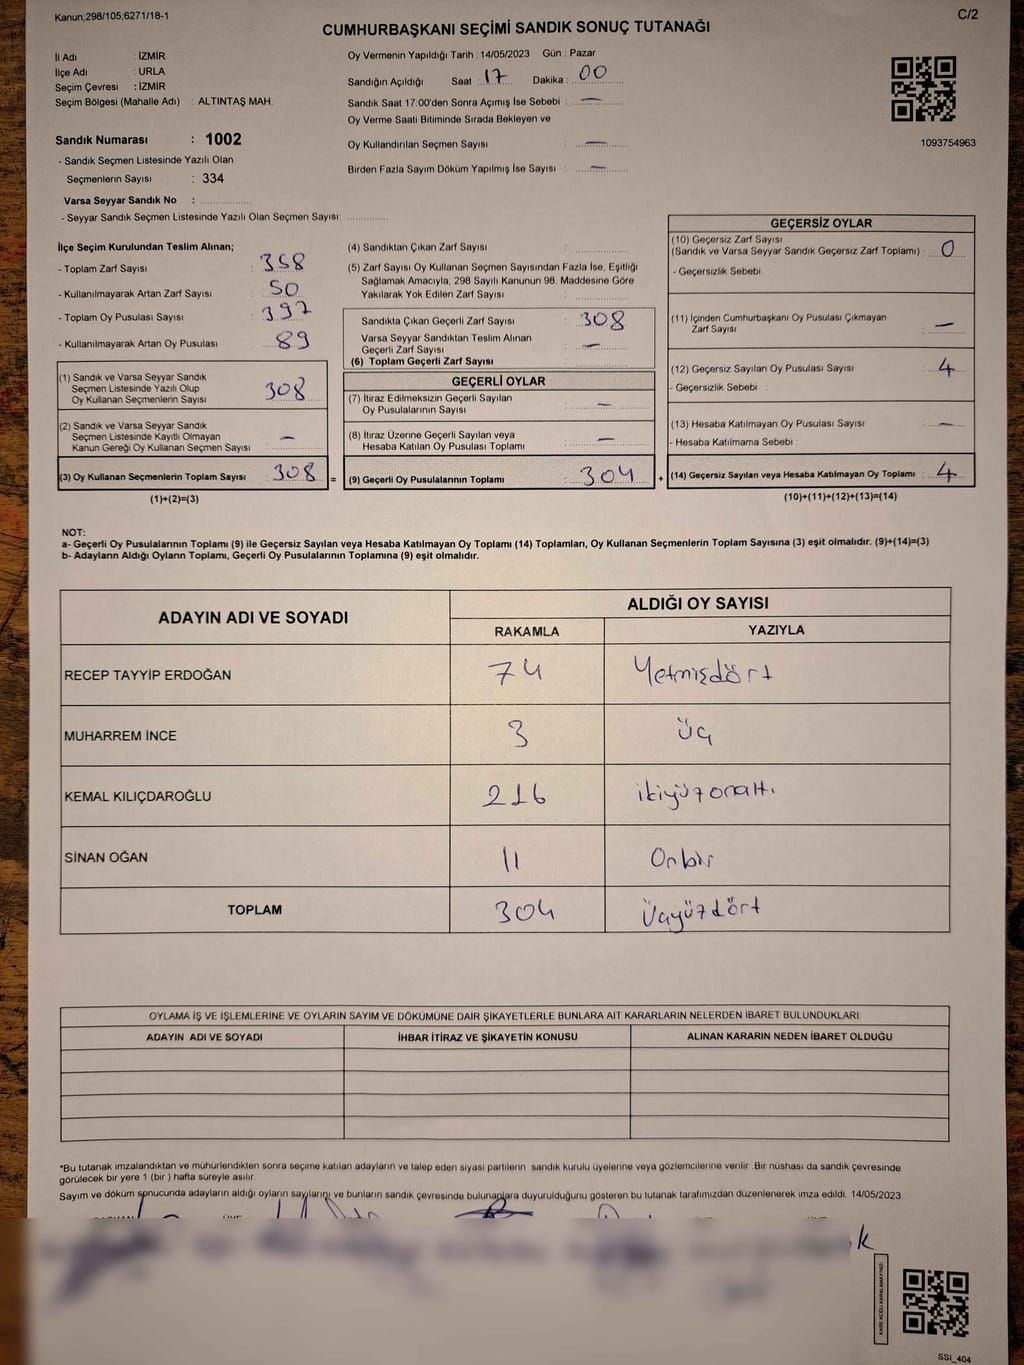 Kanun;298/105;6271/18-1
C/2
CUMHURBAŞKANI SEÇİMİ SANDIK SONUÇ TUTANAĞI
İl Adı : İZMİR
İlçe Adı : URLA
Seçim Çevresi : İZMİR
Seçim Bölgesi (Mahalle Adı) : ALTINTAŞ MAH.
Sandık Numarası : 1002
- Sandık Seçmen Listesinde Yazılı Olan
Seçmenlerin Sayısı : 334
Varsa Seyyar Sandık No :
- Seyyar Sandık Seçmen Listesinde Yazılı Olan Seçmen Sayısı:
Oy Vermenin Yapıldığı Tarih : 14/05/2023 Gün : Pazar
Sandığın Açıldığı Saat : 17 Dakika : 00
Sandık Saat 17:00'den Sonra Açımış İse Sebebi : —
Oy Verme Saati Bitiminde Sırada Bekleyen ve
Oy Kullandırılan Seçmen Sayısı : —
Birden Fazla Sayım Döküm Yapılmış İse Sayısı : —
1093754963
İlçe Seçim Kurulundan Teslim Alınan;
- Toplam Zarf Sayısı : 358
- Kullanılmayarak Artan Zarf Sayısı : 50
- Toplam Oy Pusulası Sayısı : 397
- Kullanılmayarak Artan Oy Pusulası : 89
(1) Sandık ve Varsa Seyyar Sandık
Seçmen Listesinde Yazılı Olup
Oy Kullanan Seçmenlerin Sayısı : 308
(2) Sandık ve Varsa Seyyar Sandık
Seçmen Listesinde Kayıtlı Olmayan
Kanun Gereği Oy Kullanan Seçmen Sayısı : —
(3) Oy Kullanan Seçmenlerin Toplam Sayısı : 308 =
(1)+(2)=(3)
(4) Sandıktan Çıkan Zarf Sayısı :
(5) Zarf Sayısı Oy Kullanan Seçmen Sayısından Fazla İse, Eşitliği
Sağlamak Amacıyla; 298 Sayılı Kanunun 98. Maddesine Göre
Yakılarak Yok Edilen Zarf Sayısı :
Sandıkta Çıkan Geçerli Zarf Sayısı : 308
Varsa Seyyar Sandıktan Teslim Alınan
Geçerli Zarf Sayısı : —
(6) Toplam Geçerli Zarf Sayısı
GEÇERLİ OYLAR
(7) İtiraz Edilmeksizin Geçerli Sayılan
Oy Pusulalarının Sayısı : —
(8) İtiraz Üzerine Geçerli Sayılan veya
Hesaba Katılan Oy Pusulası Toplamı : —
(9) Geçerli Oy Pusulalarının Toplamı : 304 +
GEÇERSİZ OYLAR
(10) Geçersiz Zarf Sayısı
(Sandık ve Varsa Seyyar Sandık Geçersiz Zarf Toplamı) : 0
- Geçersizlik Sebebi :
(11) İçinden Cumhurbaşkanı Oy Pusulası Çıkmayan
Zarf Sayısı : —
(12) Geçersiz Sayılan Oy Pusulası Sayısı : 4
- Geçersizlik Sebebi :
(13) Hesaba Katılmayan Oy Pusulası Sayısı : —
- Hesaba Katılmama Sebebi :
(14) Geçersiz Sayılan veya Hesaba Katılmayan Oy Toplamı : 4
(10)+(11)+(12)+(13)=(14)
NOT:
a- Geçerli Oy Pusulalarının Toplamı (9) ile Geçersiz Sayılan veya Hesaba Katılmayan Oy Toplamı (14) Toplamları, Oy Kullanan Seçmenlerin Toplam Sayısına (3) eşit olmalıdır. (9)+(14)=(3)
b- Adayların Aldığı Oyların Toplamı, Geçerli Oy Pusulalarının Toplamına (9) eşit olmalıdır.
ADAYIN ADI VE SOYADI
ALDIĞI OY SAYISI
RAKAMLA YAZIYLA
RECEP TAYYİP ERDOĞAN 74 Yetmişdört
MUHARREM İNCE 3 üç
KEMAL KILIÇDAROĞLU 216 ikiyüzonaltı
SİNAN OĞAN 11 Onbir
TOPLAM 304 Üçyüzdört
OYLAMA İŞ VE İŞLEMLERİNE VE OYLARIN SAYIM VE DÖKÜMÜNE DAİR ŞİKAYETLERLE BUNLARA AİT KARARLARIN NELERDEN İBARET BULUNDUKLARI
ADAYIN ADI VE SOYADI İHBAR İTİRAZ VE ŞİKAYETİN KONUSU ALINAN KARARIN NEDEN İBARET OLDUĞU
*Bu tutanak imzalandıktan ve mühürlendikten sonra seçime katılan adayların ve talep eden siyasi partilerin sandık kurulu üyelerine veya gözlemcilerine verilir. Bir nüshası da sandık çevresinde
görülecek bir yere 1 (bir ) hafta süreyle asılır.
Sayım ve döküm sonucunda adayların aldığı oyların sayılarını ve bunların sandık çevresinde bulunanlara duyurulduğunu gösteren bu tutanak tarafımızdan düzenlenerek imza edildi. 14/05/2023
KARE KODU KARALAMAYINIZ!
SSI_404